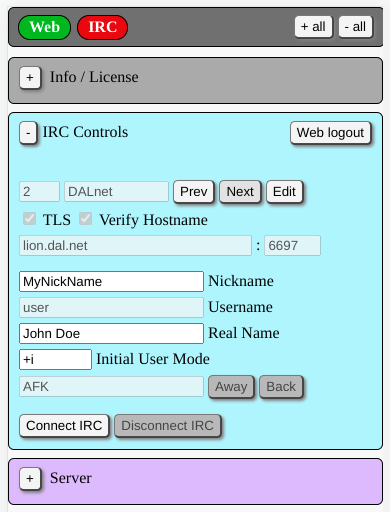 Web IRC + all - all
+ Info / License
- IRC Controls Web logout
2 DALnet Prev Next Edit
TLS Verify Hostname
lion.dal.net : 6697
MyNickName Nickname
user Username
John Doe Real Name
+i Initial User Mode
AFK Away Back
Connect IRC Disconnect IRC
+ Server